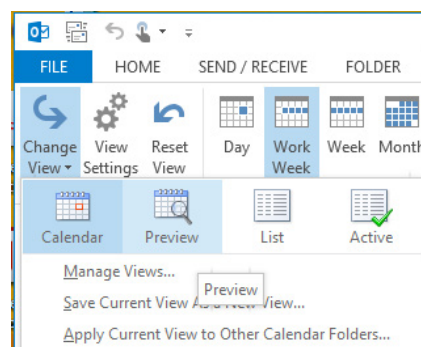 FILE HOME SEND / RECEIVE FOLDER
Change View View Settings Reset View Day Work Week Week Month
Calendar Preview List Active
Manage Views...
Preview
Save Current View As a New View...
Apply Current View to Other Calendar Folders...